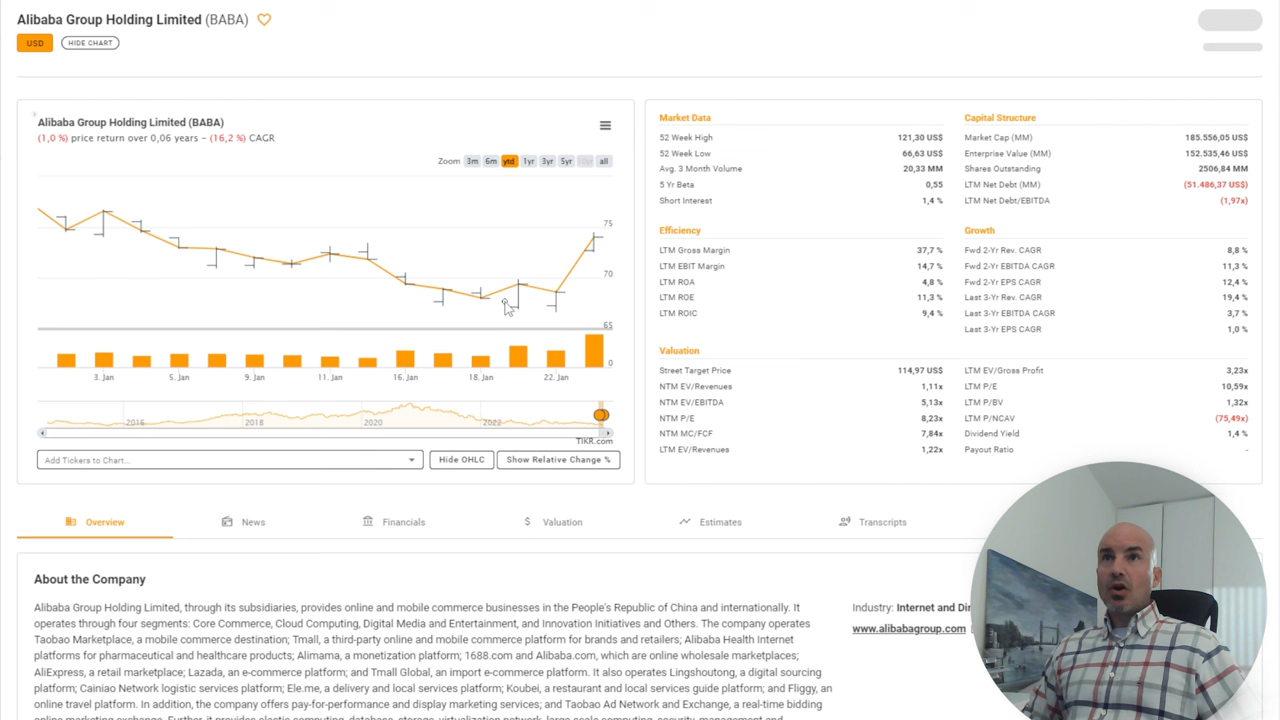 Alibaba Group Holding Limited (BABA)
USD
HIDE CHART
Alibaba Group Holding Limited (BABA)
(1,0 %) price return over 0,06 years – (16,2 %) CAGR
Zoom 3m 6m ytd 1yr 3yr 5yr all
75
70
65
0
3. Jan 5. Jan 9. Jan 11. Jan 16. Jan 18. Jan 22. Jan
2016 2018 2020 2022
TIKR.com
Add Tickers to Chart...
Hide OHLC
Show Relative Change %
Market Data
52 Week High 121,30 US$
52 Week Low 66,63 US$
Avg. 3 Month Volume 20,33 MM
5 Yr Beta 0,55
Short Interest 1,4 %
Capital Structure
Market Cap (MM) 185.556,05 US$
Enterprise Value (MM) 152.535,46 US$
Shares Outstanding 2506,84 MM
LTM Net Debt (MM) (51.486,37 US$)
LTM Net Debt/EBITDA (1,97x)
Efficiency
LTM Gross Margin 37,7 %
LTM EBIT Margin 14,7 %
LTM ROA 4,8 %
LTM ROE 11,3 %
LTM ROIC 9,4 %
Growth
Fwd 2-Yr Rev. CAGR 8,8 %
Fwd 2-Yr EBITDA CAGR 11,3 %
Fwd 2-Yr EPS CAGR 12,4 %
Last 3-Yr Rev. CAGR 19,4 %
Last 3-Yr EBITDA CAGR 3,7 %
Last 3-Yr EPS CAGR 1,0 %
Valuation
Street Target Price 114,97 US$
NTM EV/Revenues 1,11x
NTM EV/EBITDA 5,13x
NTM P/E 8,23x
NTM MC/FCF 7,84x
LTM EV/Revenues 1,22x
LTM EV/Gross Profit 3,23x
LTM P/E 10,59x
LTM P/BV 1,32x
LTM P/NCAV (75,49x)
Dividend Yield 1,4 %
Payout Ratio -
Overview News Financials Valuation Estimates Transcripts
About the Company
Alibaba Group Holding Limited, through its subsidiaries, provides online and mobile commerce businesses in the People's Republic of China and internationally. It
operates through four segments: Core Commerce, Cloud Computing, Digital Media and Entertainment, and Innovation Initiatives and Others. The company operates
Taobao Marketplace, a mobile commerce destination; Tmall, a third-party online and mobile commerce platform for brands and retailers; Alibaba Health Internet
platforms for pharmaceutical and healthcare products; Alimama, a monetization platform; 1688.com and Alibaba.com, which are online wholesale marketplaces;
AliExpress, a retail marketplace; Lazada, an e-commerce platform; and Tmall Global, an import e-commerce platform. It also operates Lingshoutong, a digital sourcing
platform; Cainiao Network logistic services platform; Ele.me, a delivery and local services platform; Koubei, a restaurant and local services guide platform; and Fliggy, an
online travel platform. In addition, the company offers pay-for-performance and display marketing services; and Taobao Ad Network and Exchange, a real-time bidding
Industry: Internet and Dir
www.alibabagroup.com